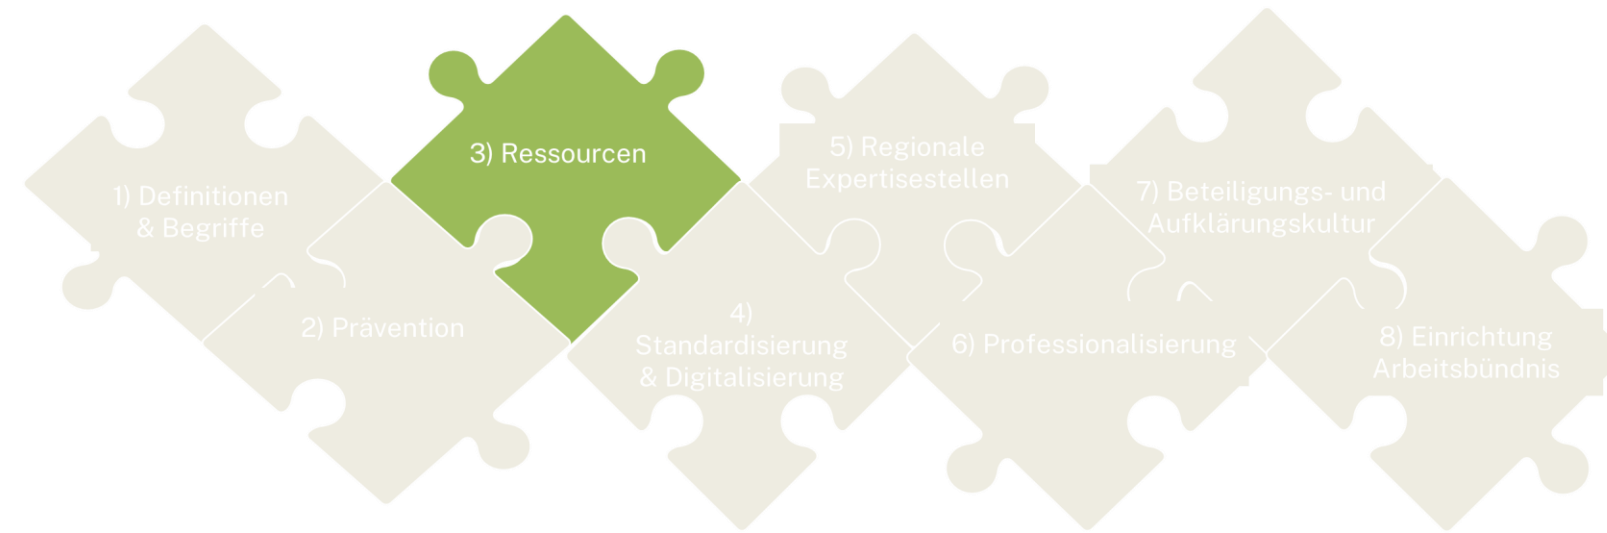 1) Definitionen
& Begriffe
2) Prävention
3) Ressourcen
4)
Standardisierung
& Digitalisierung
5) Regionale
Expertisestellen
6) Professionalisierung
7) Beteiligungs- und
Aufklärungskultur
8) Einrichtung
Arbeitsbündnis